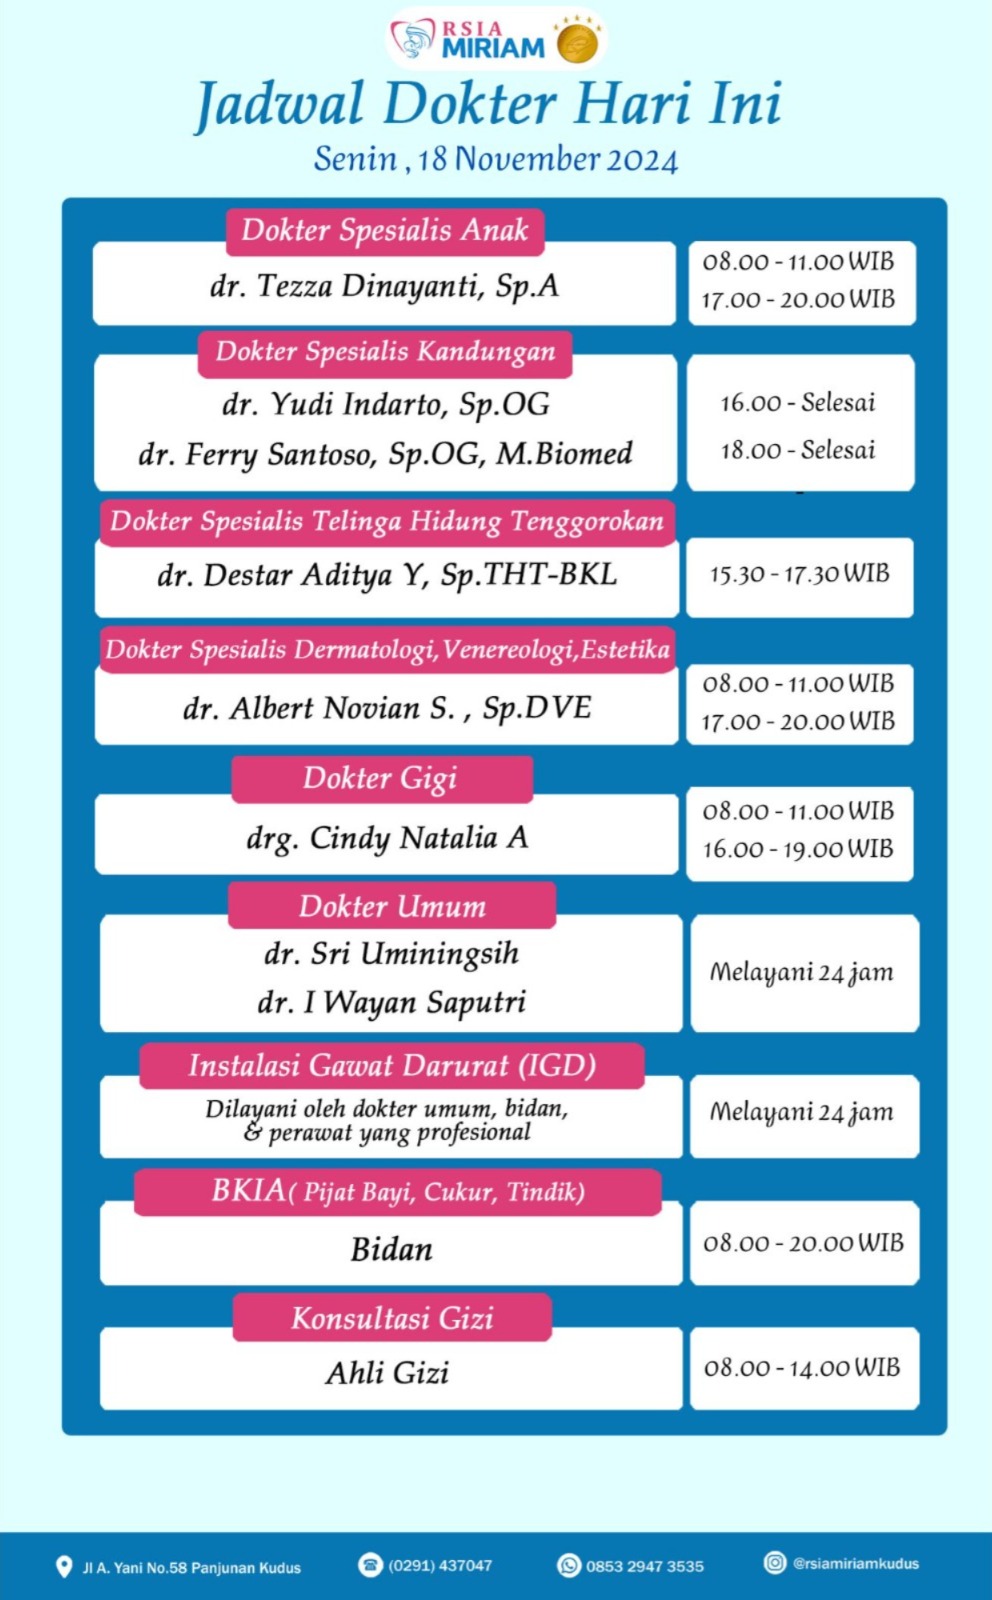 RSIA
MIRIAM
Jadwal Dokter Hari Ini
Senin , 18 November 2024
Dokter Spesialis Anak
dr. Tezza Dinayanti, Sp.A
08.00 - 11.00 WIB
17.00 - 20.00 WIB
Dokter Spesialis Kandungan
dr. Yudi Indarto, Sp.OG
16.00 - Selesai
dr. Ferry Santoso, Sp.OG, M.Biomed
18.00 - Selesai
Dokter Spesialis Telinga Hidung Tenggorokan
dr. Destar Aditya Y, Sp.THT-BKL
15.30 - 17.30 WIB
Dokter Spesialis Dermatologi,Venereologi,Estetika
dr. Albert Novian S. , Sp.DVE
08.00 - 11.00 WIB
17.00 - 20.00 WIB
Dokter Gigi
drg. Cindy Natalia A
08.00 - 11.00 WIB
16.00 - 19.00 WIB
Dokter Umum
dr. Sri Uminingsih
dr. I Wayan Saputri
Melayani 24 jam
Instalasi Gawat Darurat (IGD)
Dilayani oleh dokter umum, bidan,
& perawat yang profesional
Melayani 24 jam
BKIA( Pijat Bayi, Cukur, Tindik)
Bidan
08.00 - 20.00 WIB
Konsultasi Gizi
Ahli Gizi
08.00 - 14.00 WIB
Jl A. Yani No.58 Panjunan Kudus
(0291) 437047
0853 2947 3535
@rsiamiriamkudus